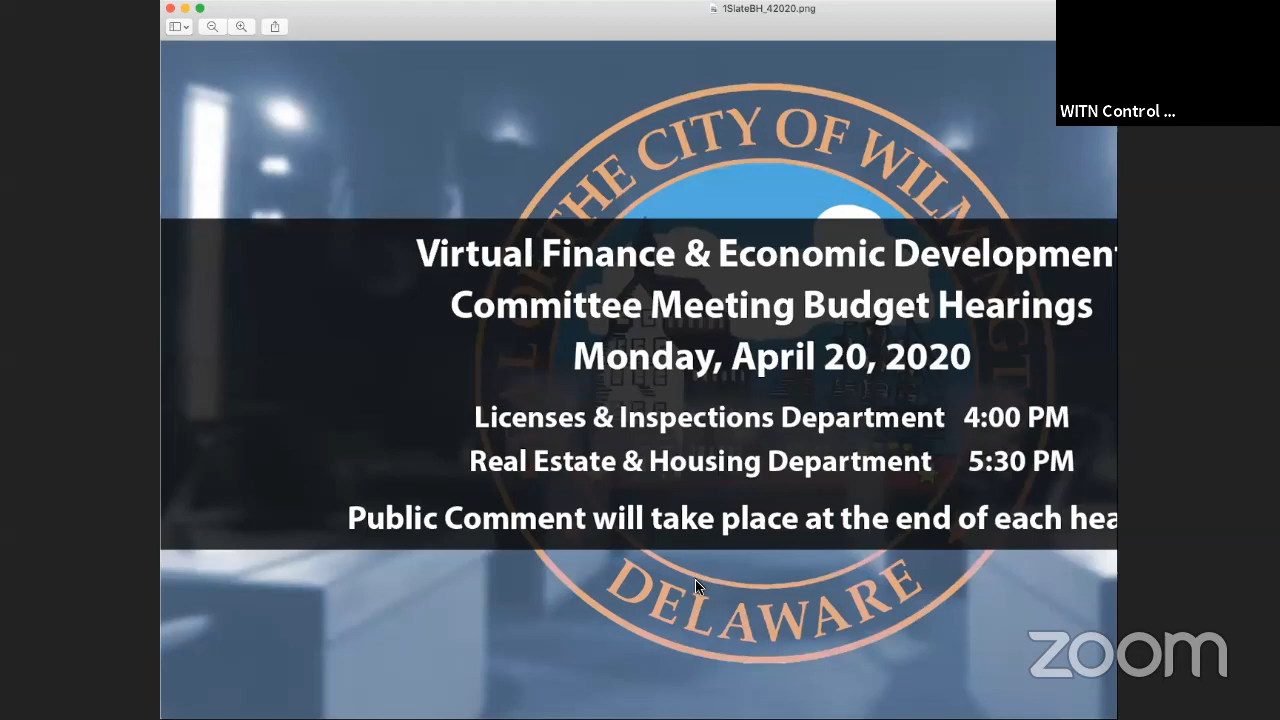 1SlateBH_42020.png
WITN Control ...
THE CITY OF WILM
Virtual Finance & Economic Development
Committee Meeting Budget Hearings
Monday, April 20, 2020
Licenses & Inspections Department 4:00 PM
Real Estate & Housing Department 5:30 PM
Public Comment will take place at the end of each hea
DELAWARE
zoom